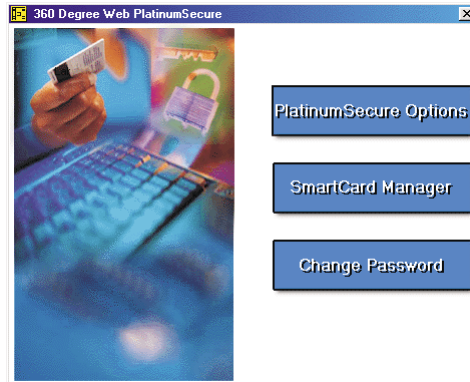 360 Degree Web PlatinumSecure
PlatinumSecure Options
SmartCard Manager
Change Password